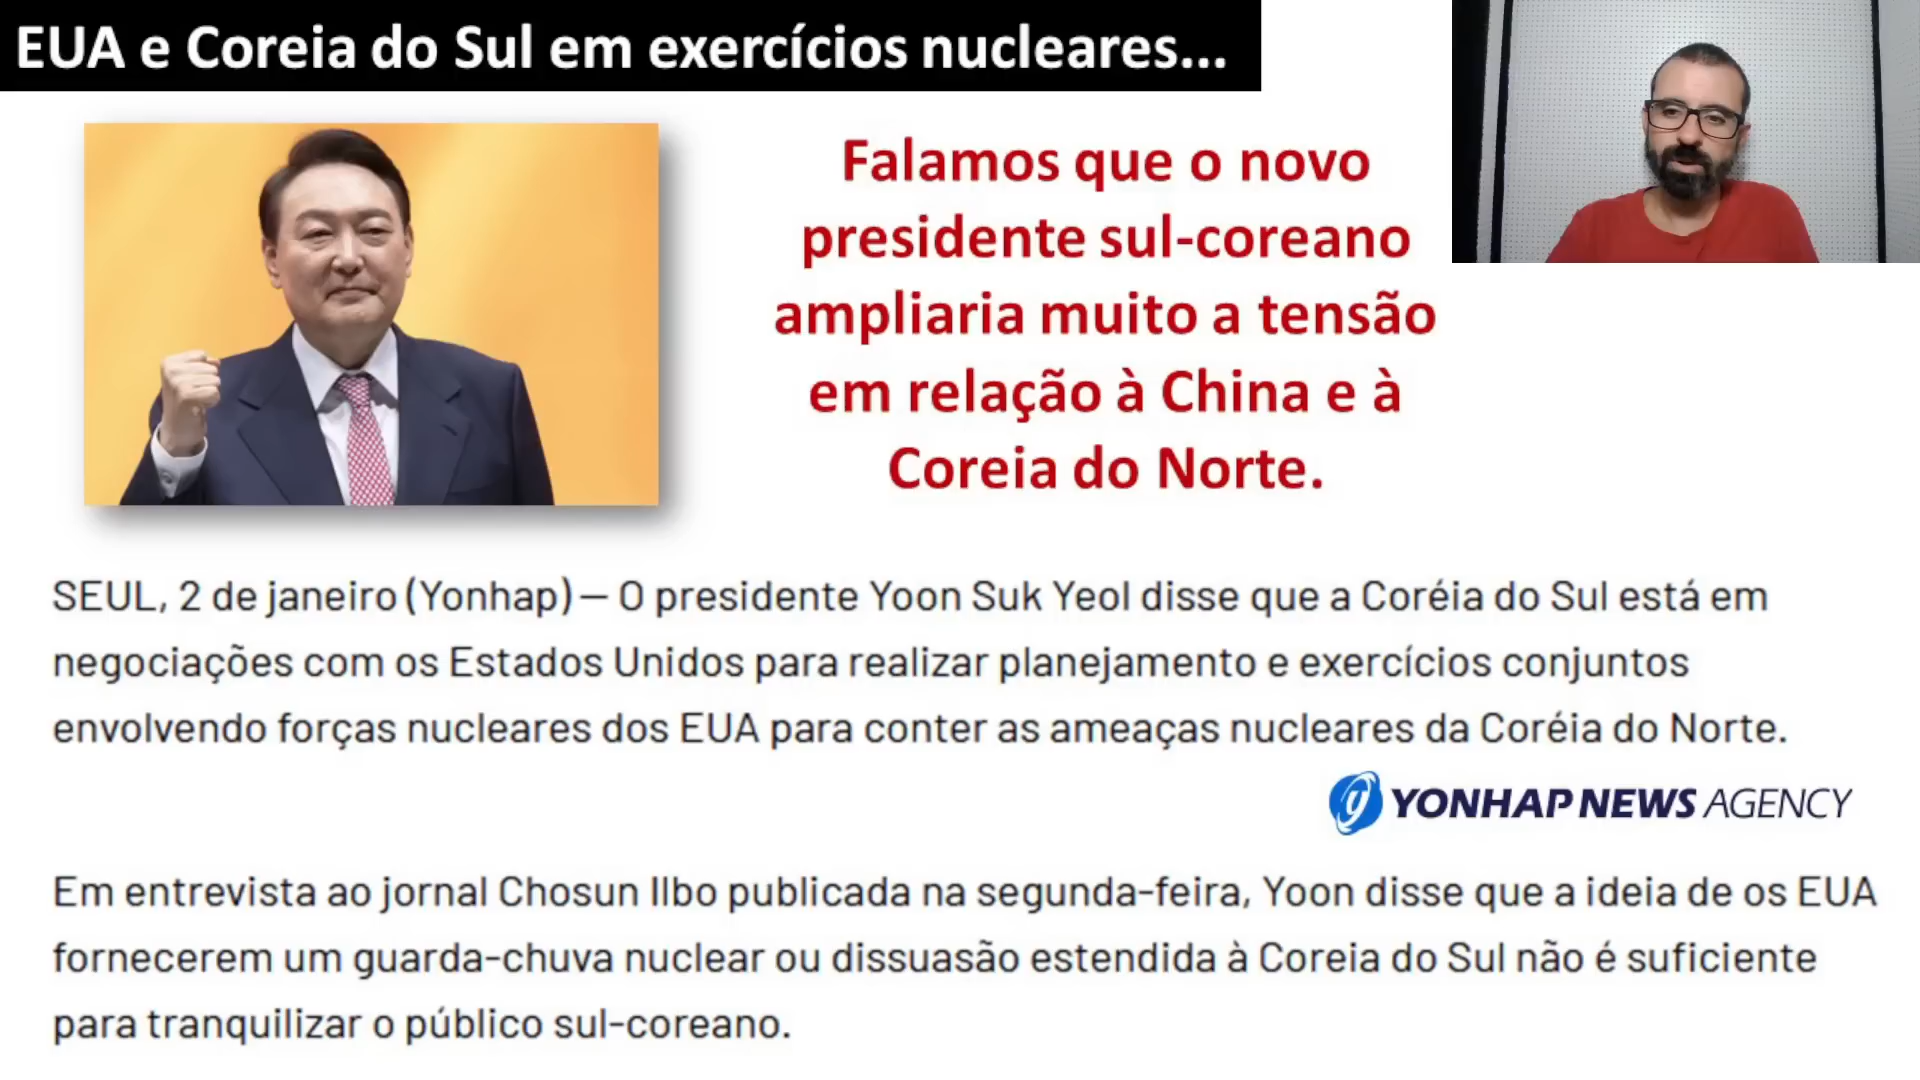 EUA e Coreia do Sul em exercícios nucleares...
Falamos que o novo
presidente sul-coreano
ampliaria muito a tensão
em relação à China e à
Coreia do Norte.
SEUL, 2 de janeiro (Yonhap) — O presidente Yoon Suk Yeol disse que a Coréia do Sul está em
negociações com os Estados Unidos para realizar planejamento e exercícios conjuntos
envolvendo forças nucleares dos EUA para conter as ameaças nucleares da Coréia do Norte.
YONHAP NEWS AGENCY
Em entrevista ao jornal Chosun Ilbo publicada na segunda-feira, Yoon disse que a ideia de os EUA
fornecerem um guarda-chuva nuclear ou dissuasão estendida à Coreia do Sul não é suficiente
para tranquilizar o público sul-coreano.